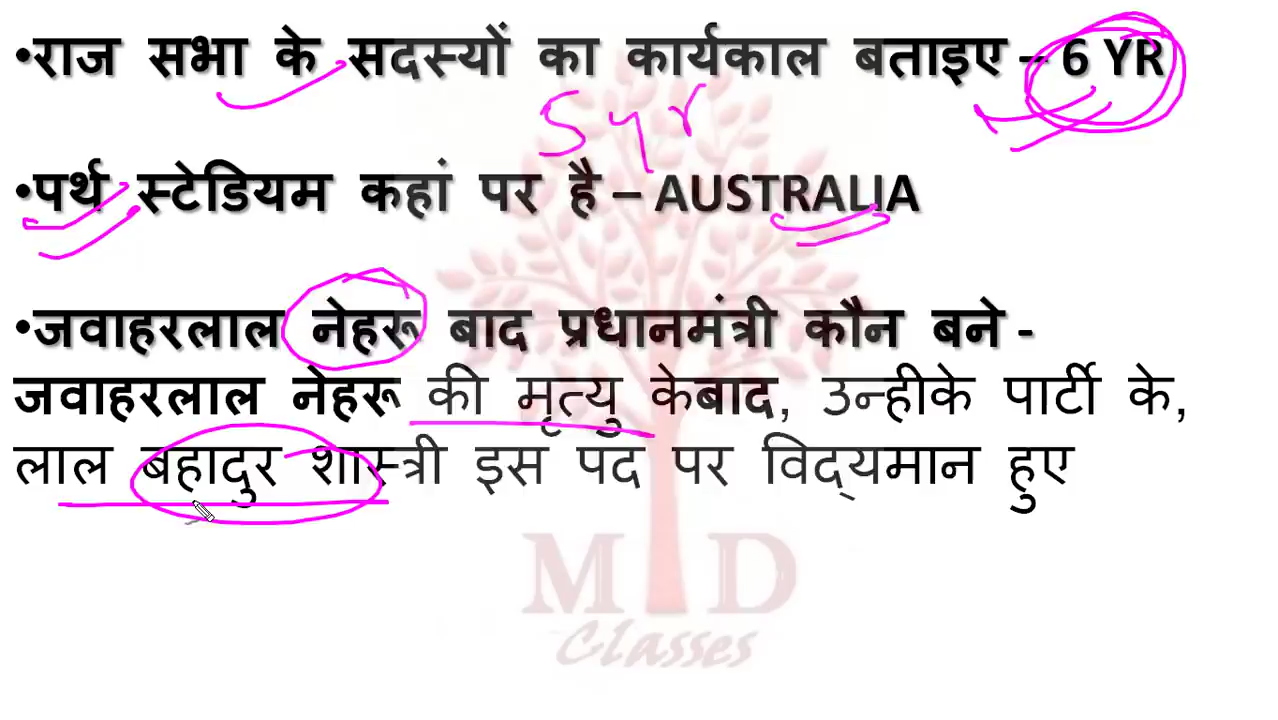 •राज सभा के सदस्यों का कार्यकाल बताइए – 6 YR
5 yr
•पर्थ स्टेडियम कहां पर है – AUSTRALIA
•जवाहरलाल नेहरू बाद प्रधानमंत्री कौन बने -
जवाहरलाल नेहरू की मृत्यु केबाद, उन्हीके पार्टी के,
लाल बहादुर शास्त्री इस पद पर विद्यमान हुए
MD
Classes